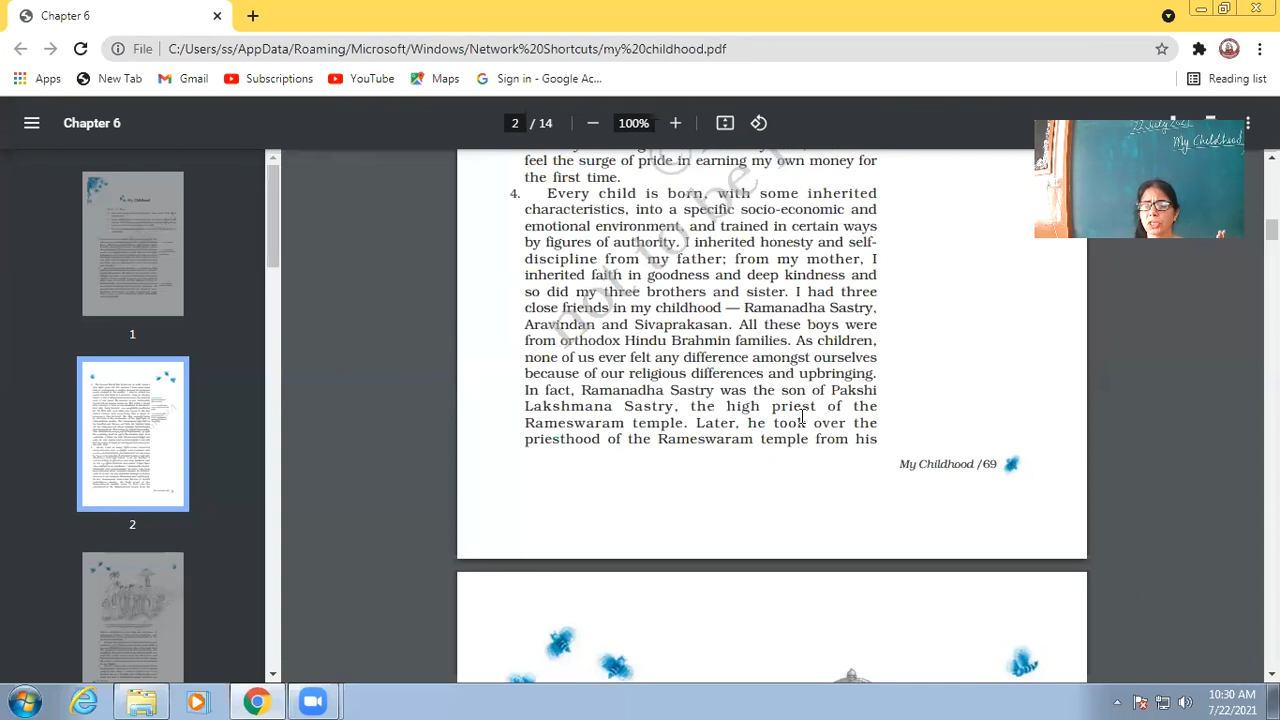 Chapter 6
File C:/Users/ss/AppData/Roaming/Microsoft/Windows/Network%20Shortcuts/my%20childhood.pdf
Apps New Tab Gmail Subscriptions YouTube Maps Sign in - Google Ac... Reading list
Chapter 6 2 / 14 100%
My Childhood
feel the surge of pride in earning my own money for
the first time.
4. Every child is born, with some inherited
characteristics, into a specific socio-economic and
emotional environment, and trained in certain ways
by figures of authority. I inherited honesty and self-
discipline from my father; from my mother, I
inherited faith in goodness and deep kindness and
so did my three brothers and sister. I had three
close friends in my childhood — Ramanadha Sastry,
Aravindan and Sivaprakasan. All these boys were
from orthodox Hindu Brahmin families. As children,
none of us ever felt any difference amongst ourselves
because of our religious differences and upbringing.
Ramanadha Sastry was the son of Pakshi
Lakshmana Sastry, the high priest of the
Rameswaram temple. Later, he took over the
priesthood of the Rameswaram temple from his
My Childhood /69
1
2
10:30 AM
7/22/2021